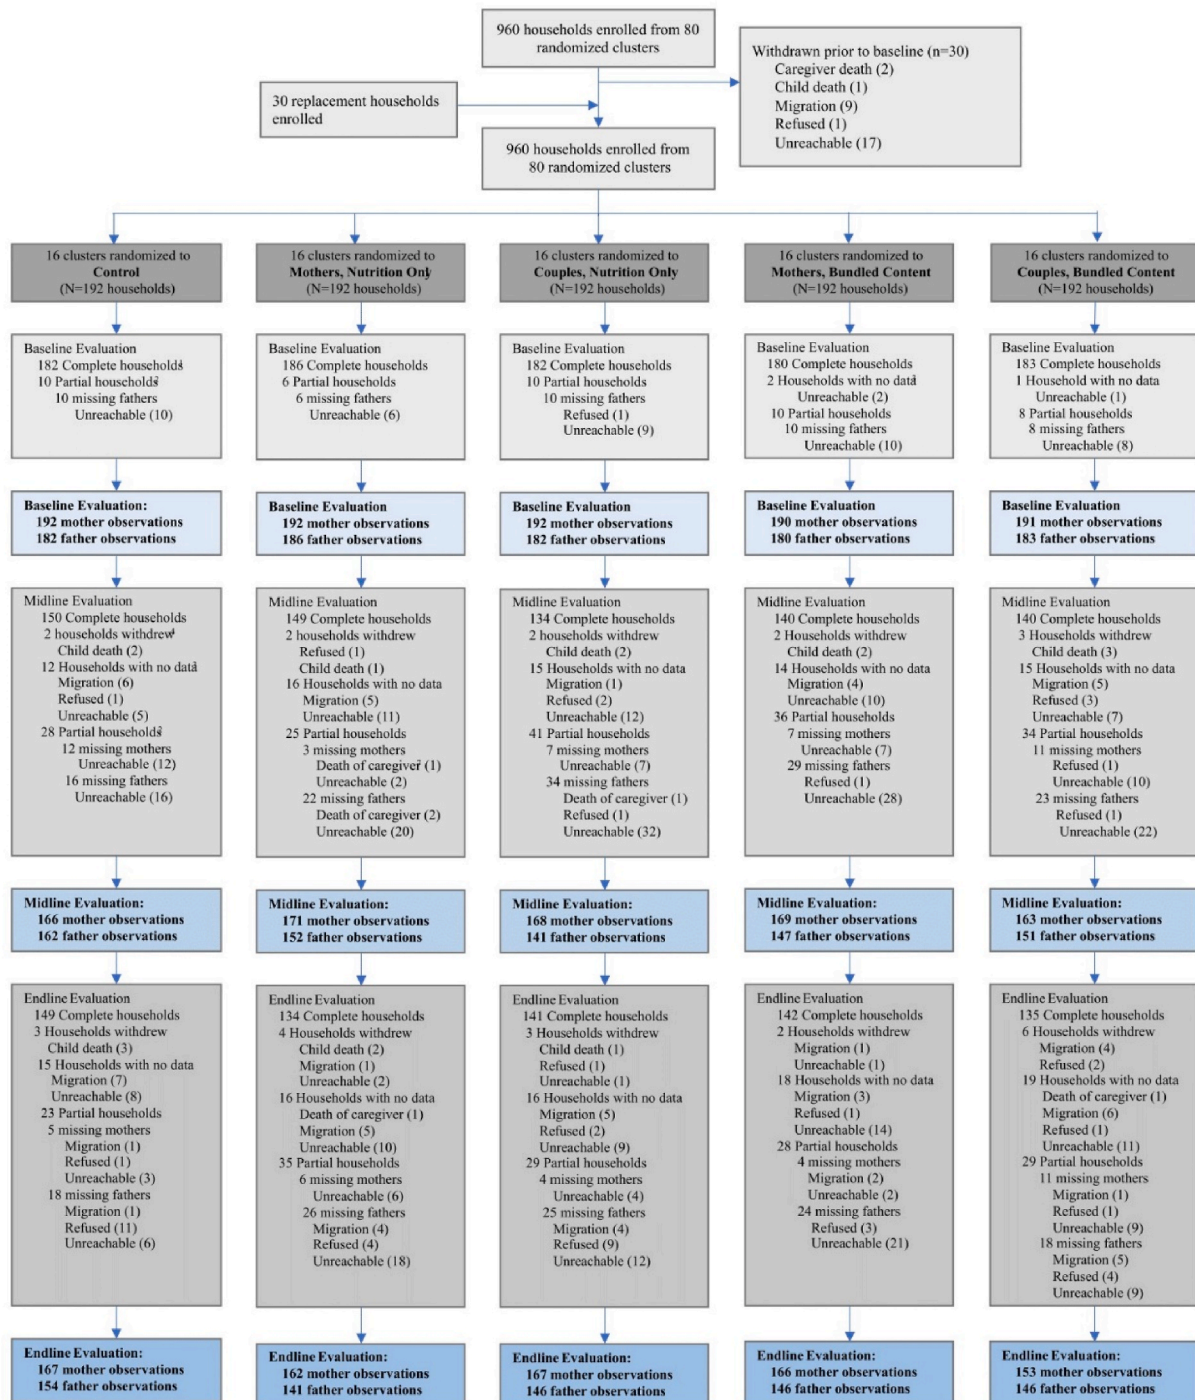 960 households enrolled from 80
randomized clusters
Withdrawn prior to baseline (n=30)
Caregiver death (2)
Child death (1)
Migration (9)
Refused (1)
Unreachable (17)
30 replacement households
enrolled
960 households enrolled from
80 randomized clusters
16 clusters randomized to
Control
(N=192 households)
16 clusters randomized to
Mothers, Nutrition Only
(N=192 households)
16 clusters randomized to
Couples, Nutrition Only
(N=192 households)
16 clusters randomized to
Mothers, Bundled Content
(N=192 households)
16 clusters randomized to
Couples, Bundled Content
(N=192 households)
Baseline Evaluation
182 Complete households
10 Partial households
10 missing fathers
Unreachable (10)
Baseline Evaluation
186 Complete households
6 Partial households
6 missing fathers
Unreachable (6)
Baseline Evaluation
182 Complete households
10 Partial households
10 missing fathers
Refused (1)
Unreachable (9)
Baseline Evaluation
180 Complete households
2 Households with no data
Unreachable (2)
10 Partial households
10 missing fathers
Unreachable (10)
Baseline Evaluation
183 Complete households
1 Household with no data
Unreachable (1)
8 Partial households
8 missing fathers
Unreachable (8)
Baseline Evaluation:
192 mother observations
182 father observations
Baseline Evaluation
192 mother observations
186 father observations
Baseline Evaluation
192 mother observations
182 father observations
Baseline Evaluation
190 mother observations
180 father observations
Baseline Evaluation
191 mother observations
183 father observations
Midline Evaluation
150 Complete households
2 households withdrew
Child death (2)
12 Households with no data
Migration (6)
Refused (1)
Unreachable (5)
28 Partial households
12 missing mothers
Unreachable (12)
16 missing fathers
Unreachable (16)
Midline Evaluation
149 Complete households
2 households withdrew
Refused (1)
Child death (1)
16 Households with no data
Migration (5)
Unreachable (11)
25 Partial households
3 missing mothers
Death of caregiver (1)
Unreachable (2)
22 missing fathers
Death of caregiver (2)
Unreachable (20)
Midline Evaluation
134 Complete households
2 households withdrew
Child death (2)
15 Households with no data
Migration (1)
Refused (2)
Unreachable (12)
41 Partial households
7 missing mothers
Unreachable (7)
34 missing fathers
Death of caregiver (1)
Refused (1)
Unreachable (32)
Midline Evaluation
140 Complete households
2 Households withdrew
Child death (2)
14 Households with no data
Migration (4)
Unreachable (10)
36 Partial households
7 missing mothers
Unreachable (7)
29 missing fathers
Refused (1)
Unreachable (28)
Midline Evaluation
140 Complete households
3 Households withdrew
Child death (3)
15 Households with no data
Migration (5)
Refused (3)
Unreachable (7)
34 Partial households
11 missing mothers
Refused (1)
Unreachable (10)
23 missing fathers
Refused (1)
Unreachable (22)
Midline Evaluation:
166 mother observations
162 father observations
Midline Evaluation:
171 mother observations
152 father observations
Midline Evaluation:
168 mother observations
141 father observations
Midline Evaluation:
169 mother observations
147 father observations
Midline Evaluation:
163 mother observations
151 father observations
Endline Evaluation
149 Complete households
3 Households withdrew
Child death (3)
15 Households with no data
Migration (7)
Unreachable (8)
23 Partial households
5 missing mothers
Migration (1)
Refused (1)
Unreachable (3)
18 missing fathers
Migration (1)
Refused (11)
Unreachable (6)
Endline Evaluation
134 Complete households
4 Households withdrew
Child death (2)
Migration (1)
Unreachable (2)
16 Households with no data
Death of caregiver (1)
Migration (5)
Unreachable (10)
35 Partial households
6 missing mothers
Unreachable (6)
26 missing fathers
Migration (4)
Refused (4)
Unreachable (18)
Endline Evaluation
141 Complete households
3 Households withdrew
Child death (1)
Refused (1)
Unreachable (1)
16 Households with no data
Migration (5)
Refused (2)
Unreachable (9)
29 Partial households
4 missing mothers
Unreachable (4)
25 missing fathers
Migration (4)
Refused (9)
Unreachable (12)
Endline Evaluation
142 Complete households
2 Households withdrew
Migration (1)
Unreachable (1)
18 Households with no data
Migration (3)
Refused (1)
Unreachable (14)
28 Partial households
4 missing mothers
Migration (2)
Unreachable (2)
24 missing fathers
Refused (3)
Unreachable (21)
Endline Evaluation
135 Complete households
6 Households withdrew
Migration (4)
Refused (2)
19 Households with no data
Death of caregiver (1)
Migration (6)
Refused (1)
Unreachable (11)
29 Partial households
11 missing mothers
Migration (1)
Refused (1)
Unreachable (9)
18 missing fathers
Migration (5)
Refused (4)
Unreachable (9)
Endline Evaluation:
167 mother observations
154 father observations
Endline Evaluation:
162 mother observations
141 father observations
Endline Evaluation:
167 mother observations
146 father observations
Endline Evaluation:
166 mother observations
146 father observations
Endline Evaluation:
153 mother observations
146 father observations